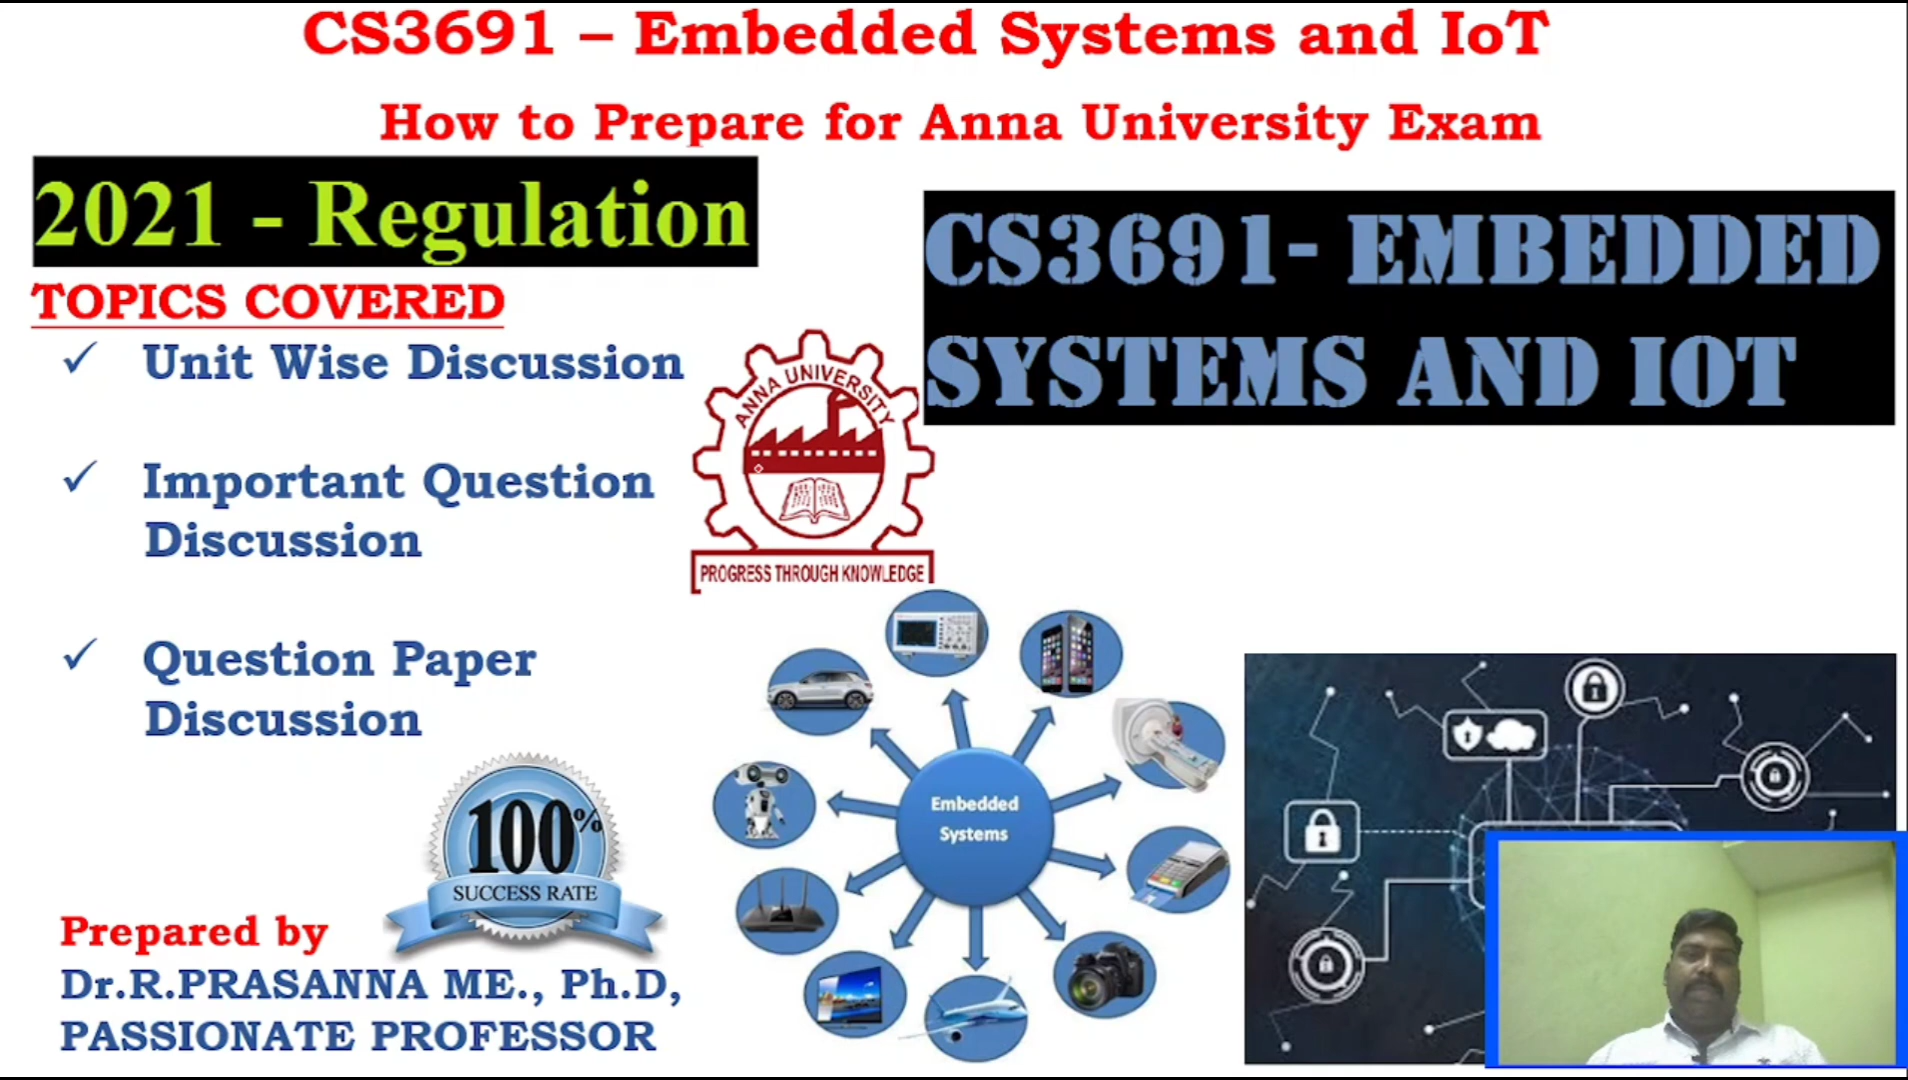 CS3691 – Embedded Systems and IoT
How to Prepare for Anna University Exam
2021 - Regulation
CS3691- EMBEDDED
SYSTEMS AND IOT
TOPICS COVERED
✓ Unit Wise Discussion
✓ Important Question
Discussion
✓ Question Paper
Discussion
ANNA UNIVERSITY
PROGRESS THROUGH KNOWLEDGE
Embedded
Systems
100%
SUCCESS RATE
Prepared by
Dr.R.PRASANNA ME., Ph.D,
PASSIONATE PROFESSOR